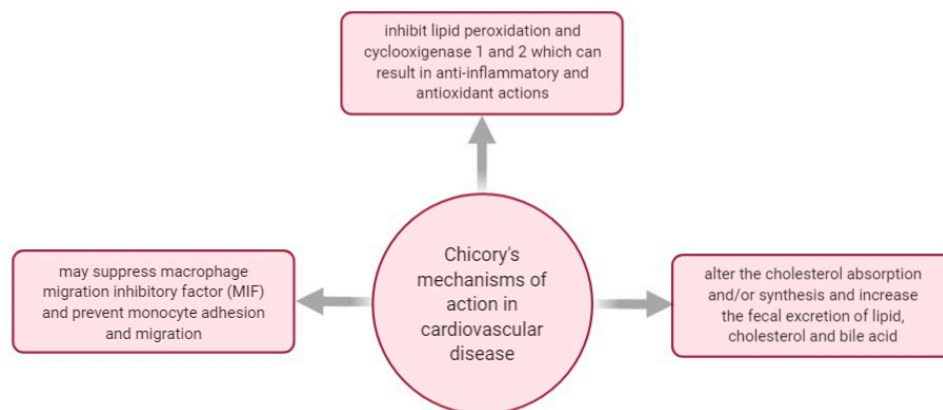 inhibit lipid peroxidation and
cyclooxigenase 1 and 2 which can
result in anti-inflammatory and
antioxidant actions
Chicory's
mechanisms of
action in
cardiovascular
disease
may suppress macrophage
migration inhibitory factor (MIF)
and prevent monocyte adhesion
and migration
alter the cholesterol absorption
and/or synthesis and increase
the fecal excretion of lipid,
cholesterol and bile acid